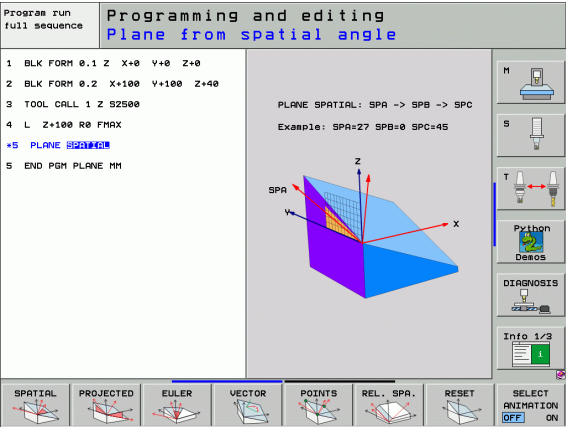 Program run
full sequence
Programming and editing
Plane from spatial angle
1 BLK FORM 0.1 Z X+0 Y+0 Z+0
2 BLK FORM 0.2 X+100 Y+100 Z+40
3 TOOL CALL 1 Z S2500
4 L Z+100 R0 FMAX
*5 PLANE SPATIAL
5 END PGM PLANE MM
PLANE SPATIAL: SPA -> SPB -> SPC
Example: SPA=27 SPB=0 SPC=45
Z
SPA
Y
X
M
S
T
Python
Demos
DIAGNOSIS
Info 1/3
i
SPATIAL
PROJECTED
EULER
VECTOR
POINTS
REL. SPA.
RESET
SELECT
ANIMATION
OFF ON